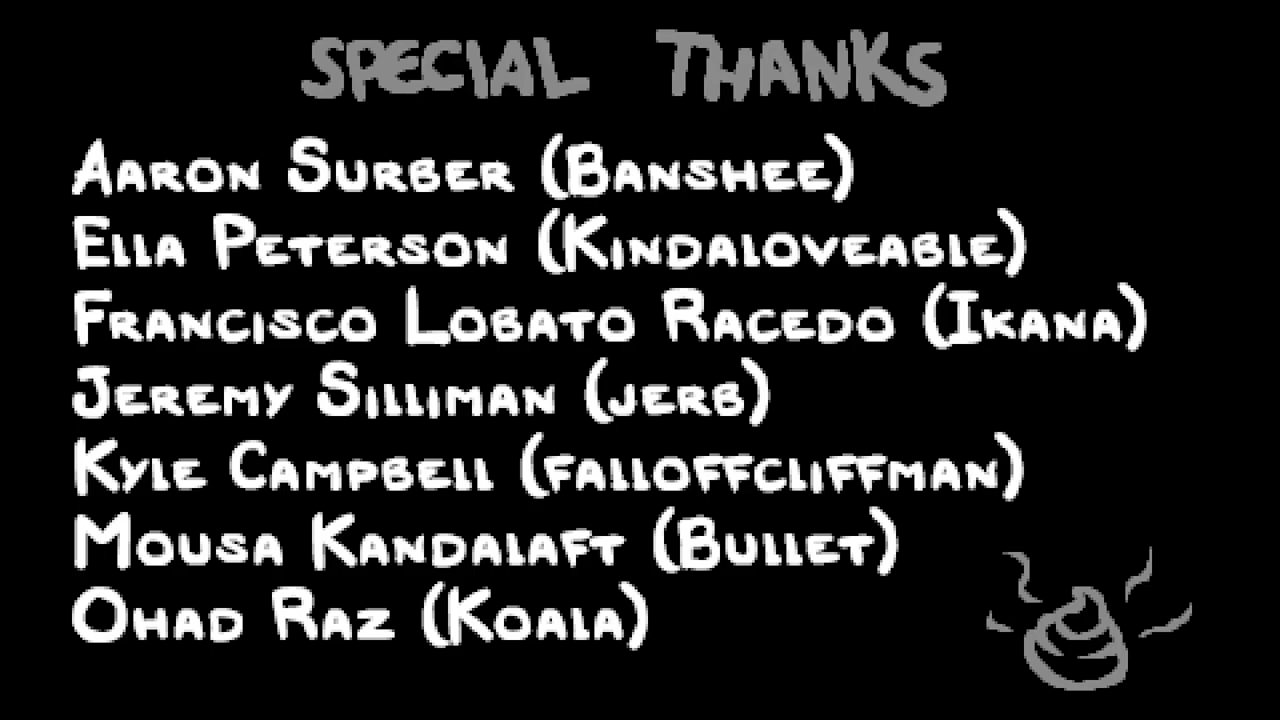 SPECIAL THANKS
Aaron Surber (Banshee)
Ella Peterson (Kindaloveable)
Francisco Lobato Racedo (Ikana)
Jeremy Silliman (jerb)
Kyle Campbell (falloffcliffman)
Mousa Kandalaft (Bullet)
Ohad Raz (Koala)